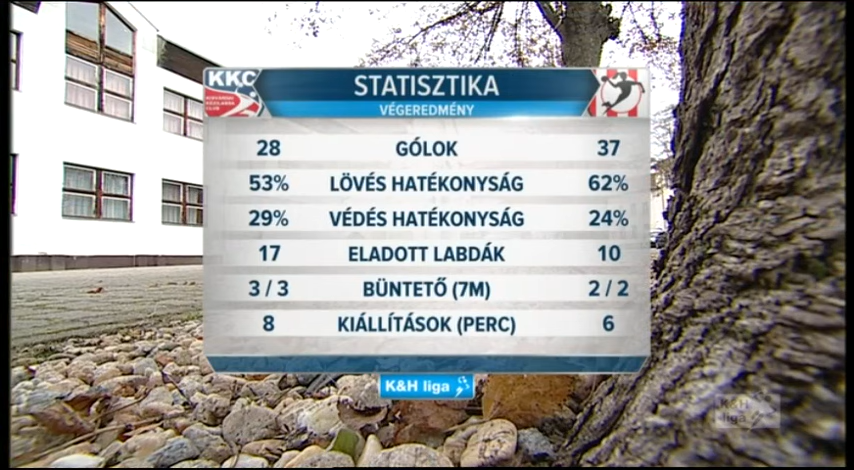 KKC
STATISZTIKA
VÉGEREDMÉNY
28 GÓLOK 37
53% LÖVÉS HATÉKONYSÁG 62%
29% VÉDÉS HATÉKONYSÁG 24%
17 ELADOTT LABDÁK 10
3 / 3 BÜNTETŐ (7M) 2 / 2
8 KIÁLLÍTÁSOK (PERC) 6
K&H liga
K&H
liga